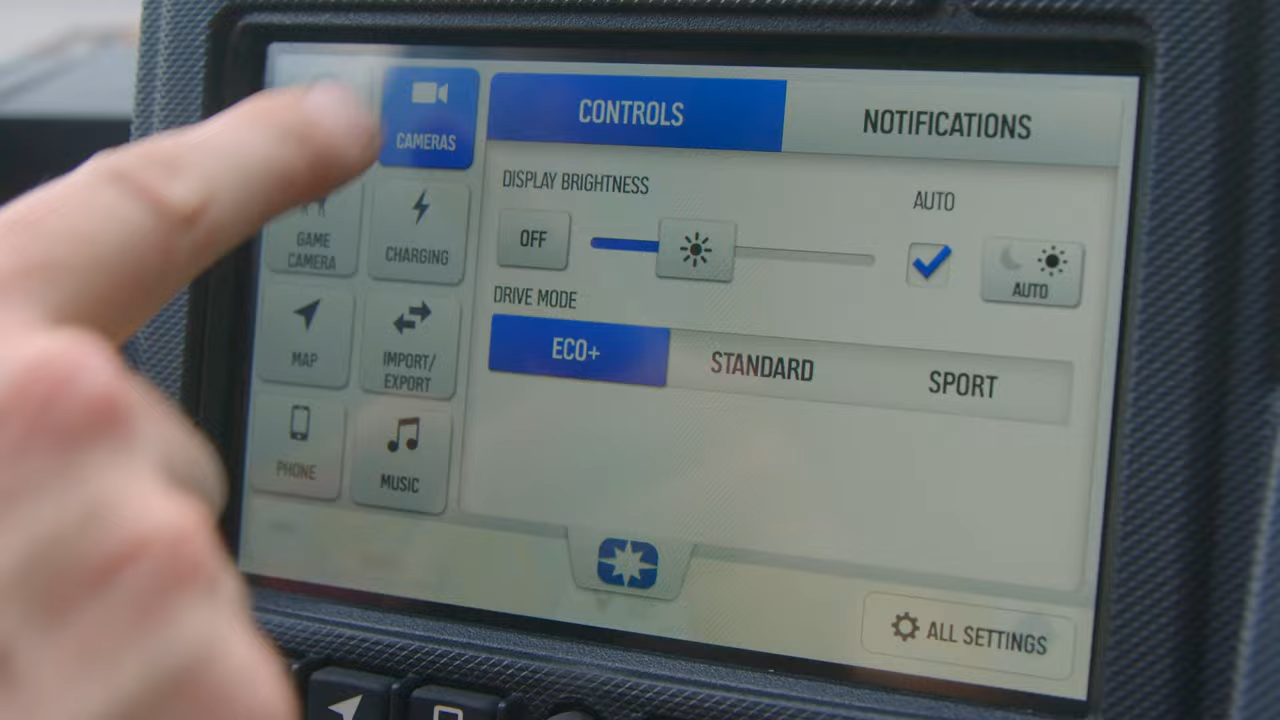 CAMERAS
CONTROLS
NOTIFICATIONS
GAME
CAMERA
CHARGING
DISPLAY BRIGHTNESS
AUTO
OFF
AUTO
DRIVE MODE
MAP
IMPORT/
EXPORT
ECO+
STANDARD
SPORT
PHONE
MUSIC
ALL SETTINGS